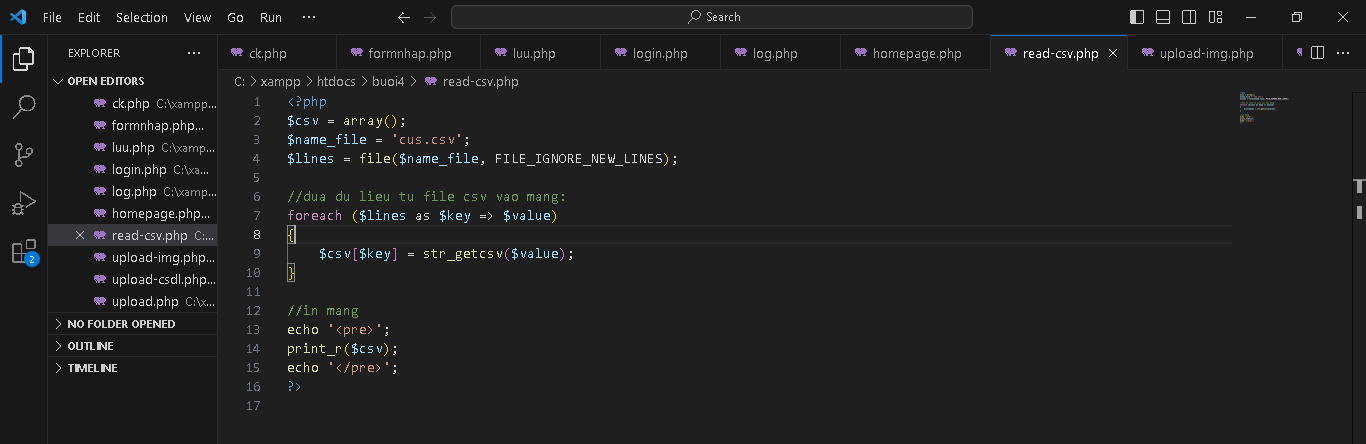 File Edit Selection View Go Run ··· Search
EXPLORER ···
OPEN EDITORS
ck.php C:\xampp...
formnhap.php...
luu.php C:\xamp...
login.php C:\xa...
log.php C:\xamp...
homepage.php...
read-csv.php C:...
upload-img.php...
upload-csdl.php...
upload.php C:\x...
NO FOLDER OPENED
OUTLINE
TIMELINE
2
ck.php formnhap.php luu.php login.php log.php homepage.php read-csv.php upload-img.php ···
C: > xampp > htdocs > buoi4 > read-csv.php
1 <?php
2 $csv = array();
3 $name_file = 'cus.csv';
4 $lines = file($name_file, FILE_IGNORE_NEW_LINES);
5
6 //dua du lieu tu file csv vao mang:
7 foreach ($lines as $key => $value)
8 {
9 $csv[$key] = str_getcsv($value);
10 }
11
12 //in mang
13 echo '<pre>';
14 print_r($csv);
15 echo '</pre>';
16 ?>
17